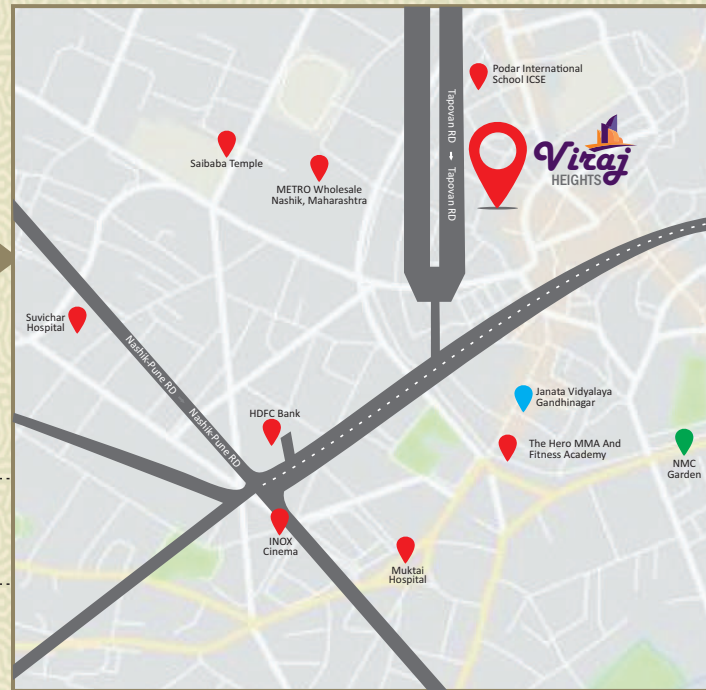 Podar International
School ICSE
Tapovan RD → Tapovan RD
Viraj
HEIGHTS
Saibaba Temple
METRO Wholesale
Nashik, Maharashtra
Suvichar
Hospital
Nashik-Pune RD — Nashik-Pune RD
HDFC Bank
Janata Vidyalaya
Gandhinagar
The Hero MMA And
Fitness Academy
NMC
Garden
INOX
Cinema
Muktai
Hospital